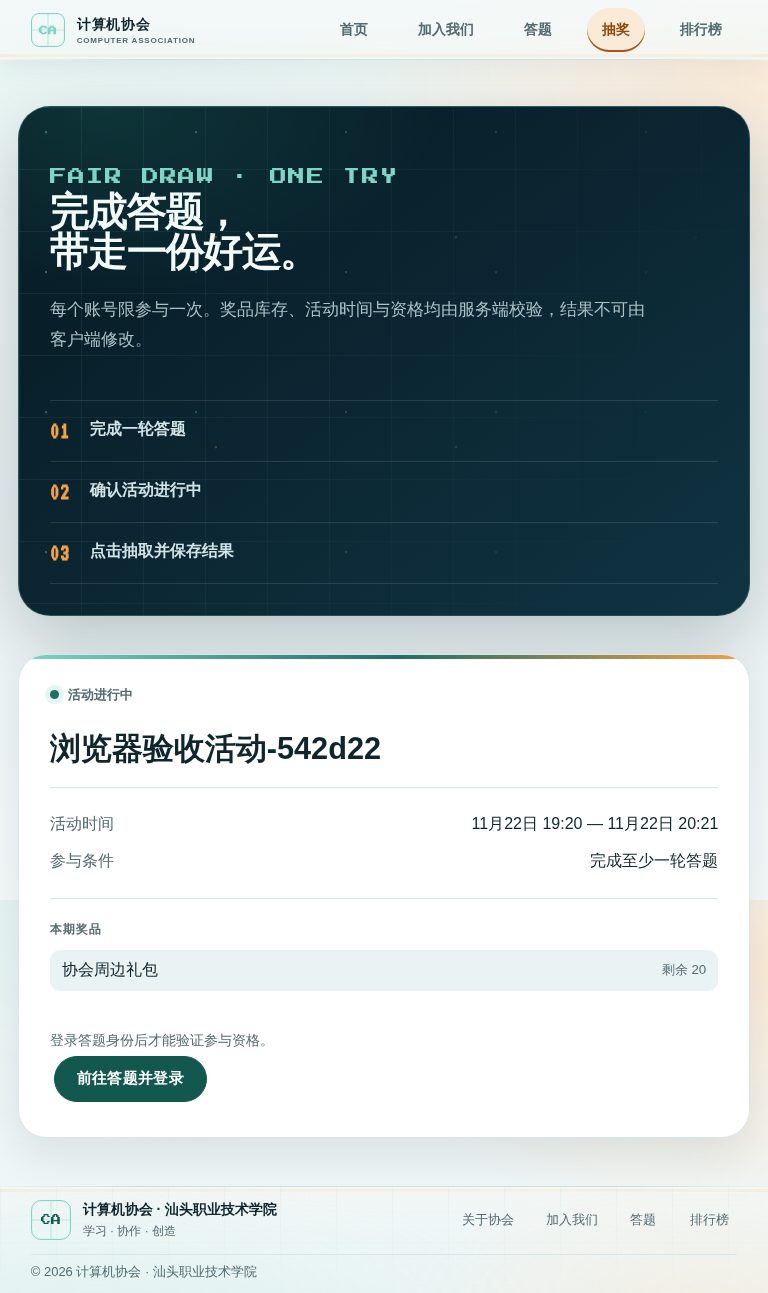 CA
计算机协会
COMPUTER ASSOCIATION
首页
加入我们
答题
抽奖
排行榜
FAIR DRAW · ONE TRY
完成答题，
带走一份好运。
每个账号限参与一次。奖品库存、活动时间与资格均由服务端校验，结果不可由
客户端修改。
01 完成一轮答题
02 确认活动进行中
03 点击抽取并保存结果
活动进行中
浏览器验收活动-542d22
活动时间 11月22日 19:20 — 11月22日 20:21
参与条件 完成至少一轮答题
本期奖品
协会周边礼包 剩余 20
登录答题身份后才能验证参与资格。
前往答题并登录
CA
计算机协会 · 汕头职业技术学院
学习 · 协作 · 创造
关于协会
加入我们
答题
排行榜
© 2026 计算机协会 · 汕头职业技术学院